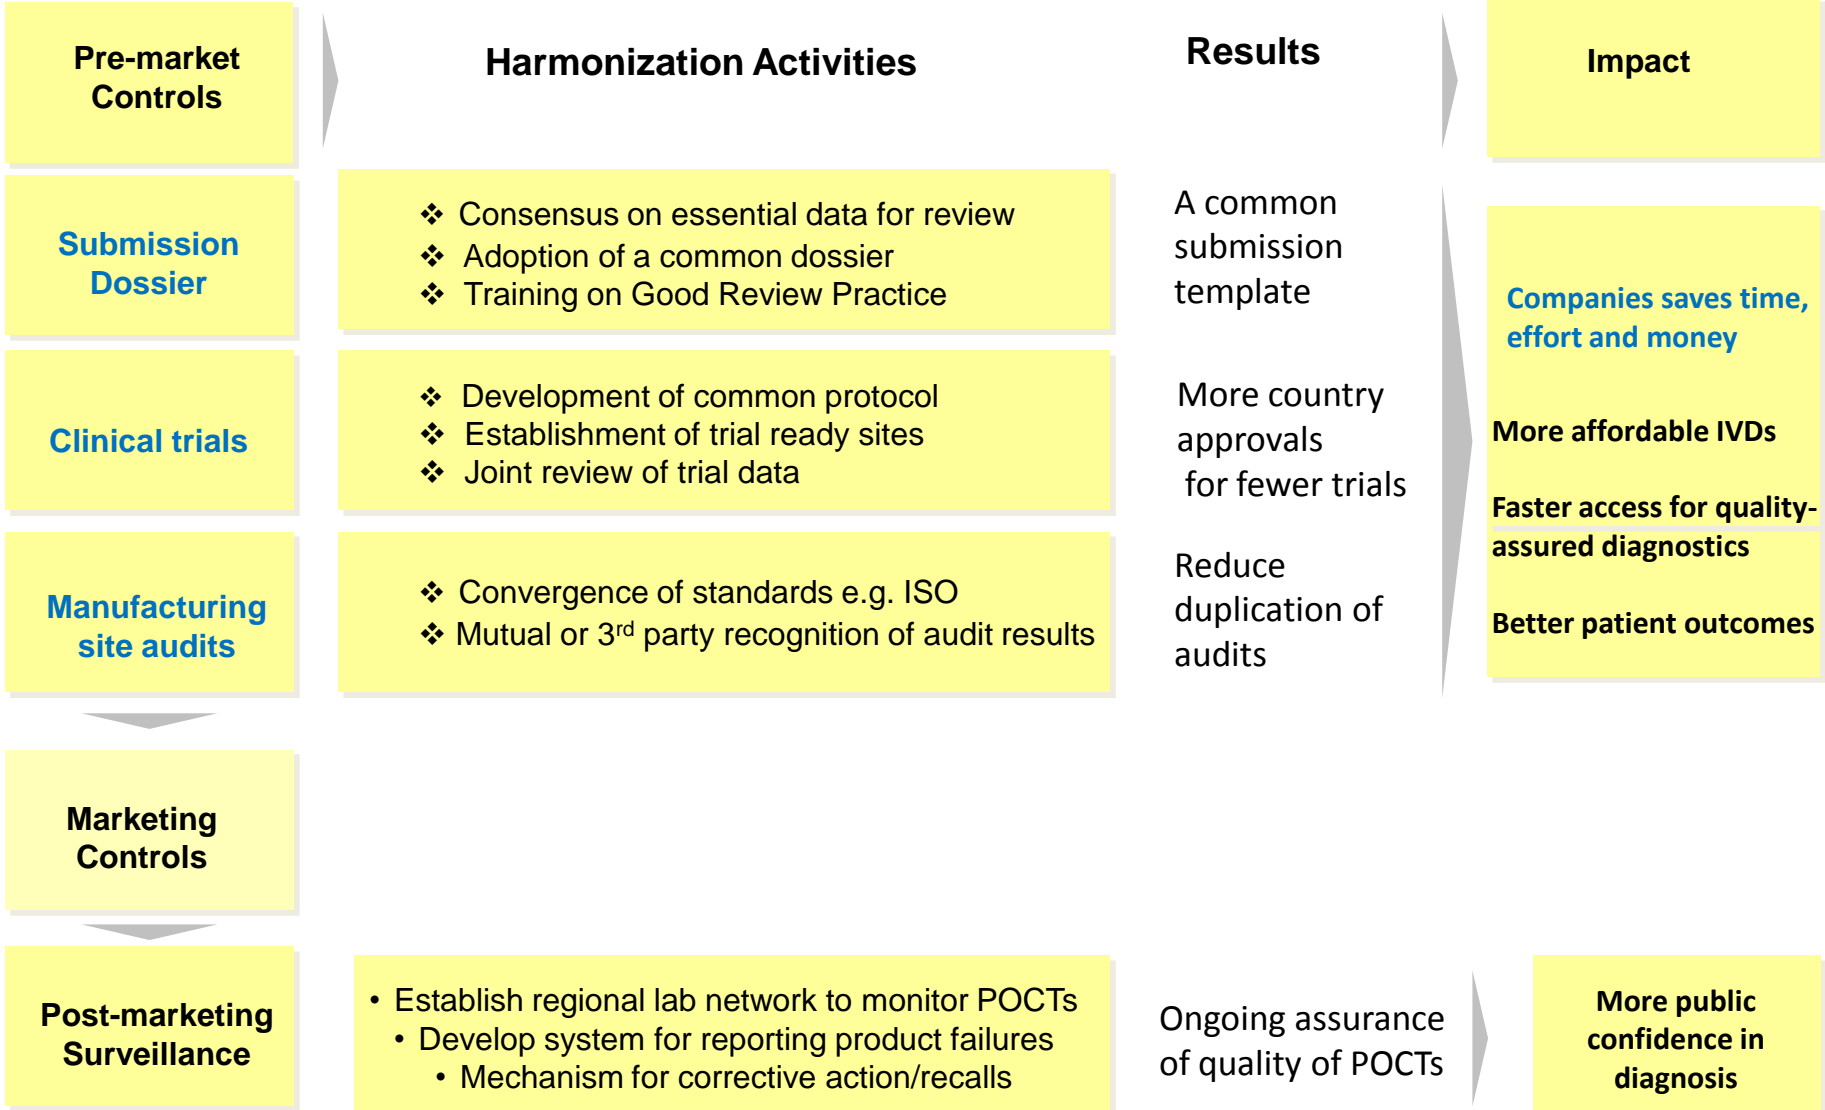 Pre-market
Controls
Harmonization Activities
Results
Impact
Submission
Dossier
❖ Consensus on essential data for review
❖ Adoption of a common dossier
❖ Training on Good Review Practice
A common
submission
template
Clinical trials
❖ Development of common protocol
❖ Establishment of trial ready sites
❖ Joint review of trial data
More country
approvals
for fewer trials
Manufacturing
site audits
❖ Convergence of standards e.g. ISO
❖ Mutual or 3rd party recognition of audit results
Reduce
duplication of
audits
Companies saves time,
effort and money
More affordable IVDs
Faster access for quality-
assured diagnostics
Better patient outcomes
Marketing
Controls
Post-marketing
Surveillance
• Establish regional lab network to monitor POCTs
• Develop system for reporting product failures
• Mechanism for corrective action/recalls
Ongoing assurance
of quality of POCTs
More public
confidence in
diagnosis